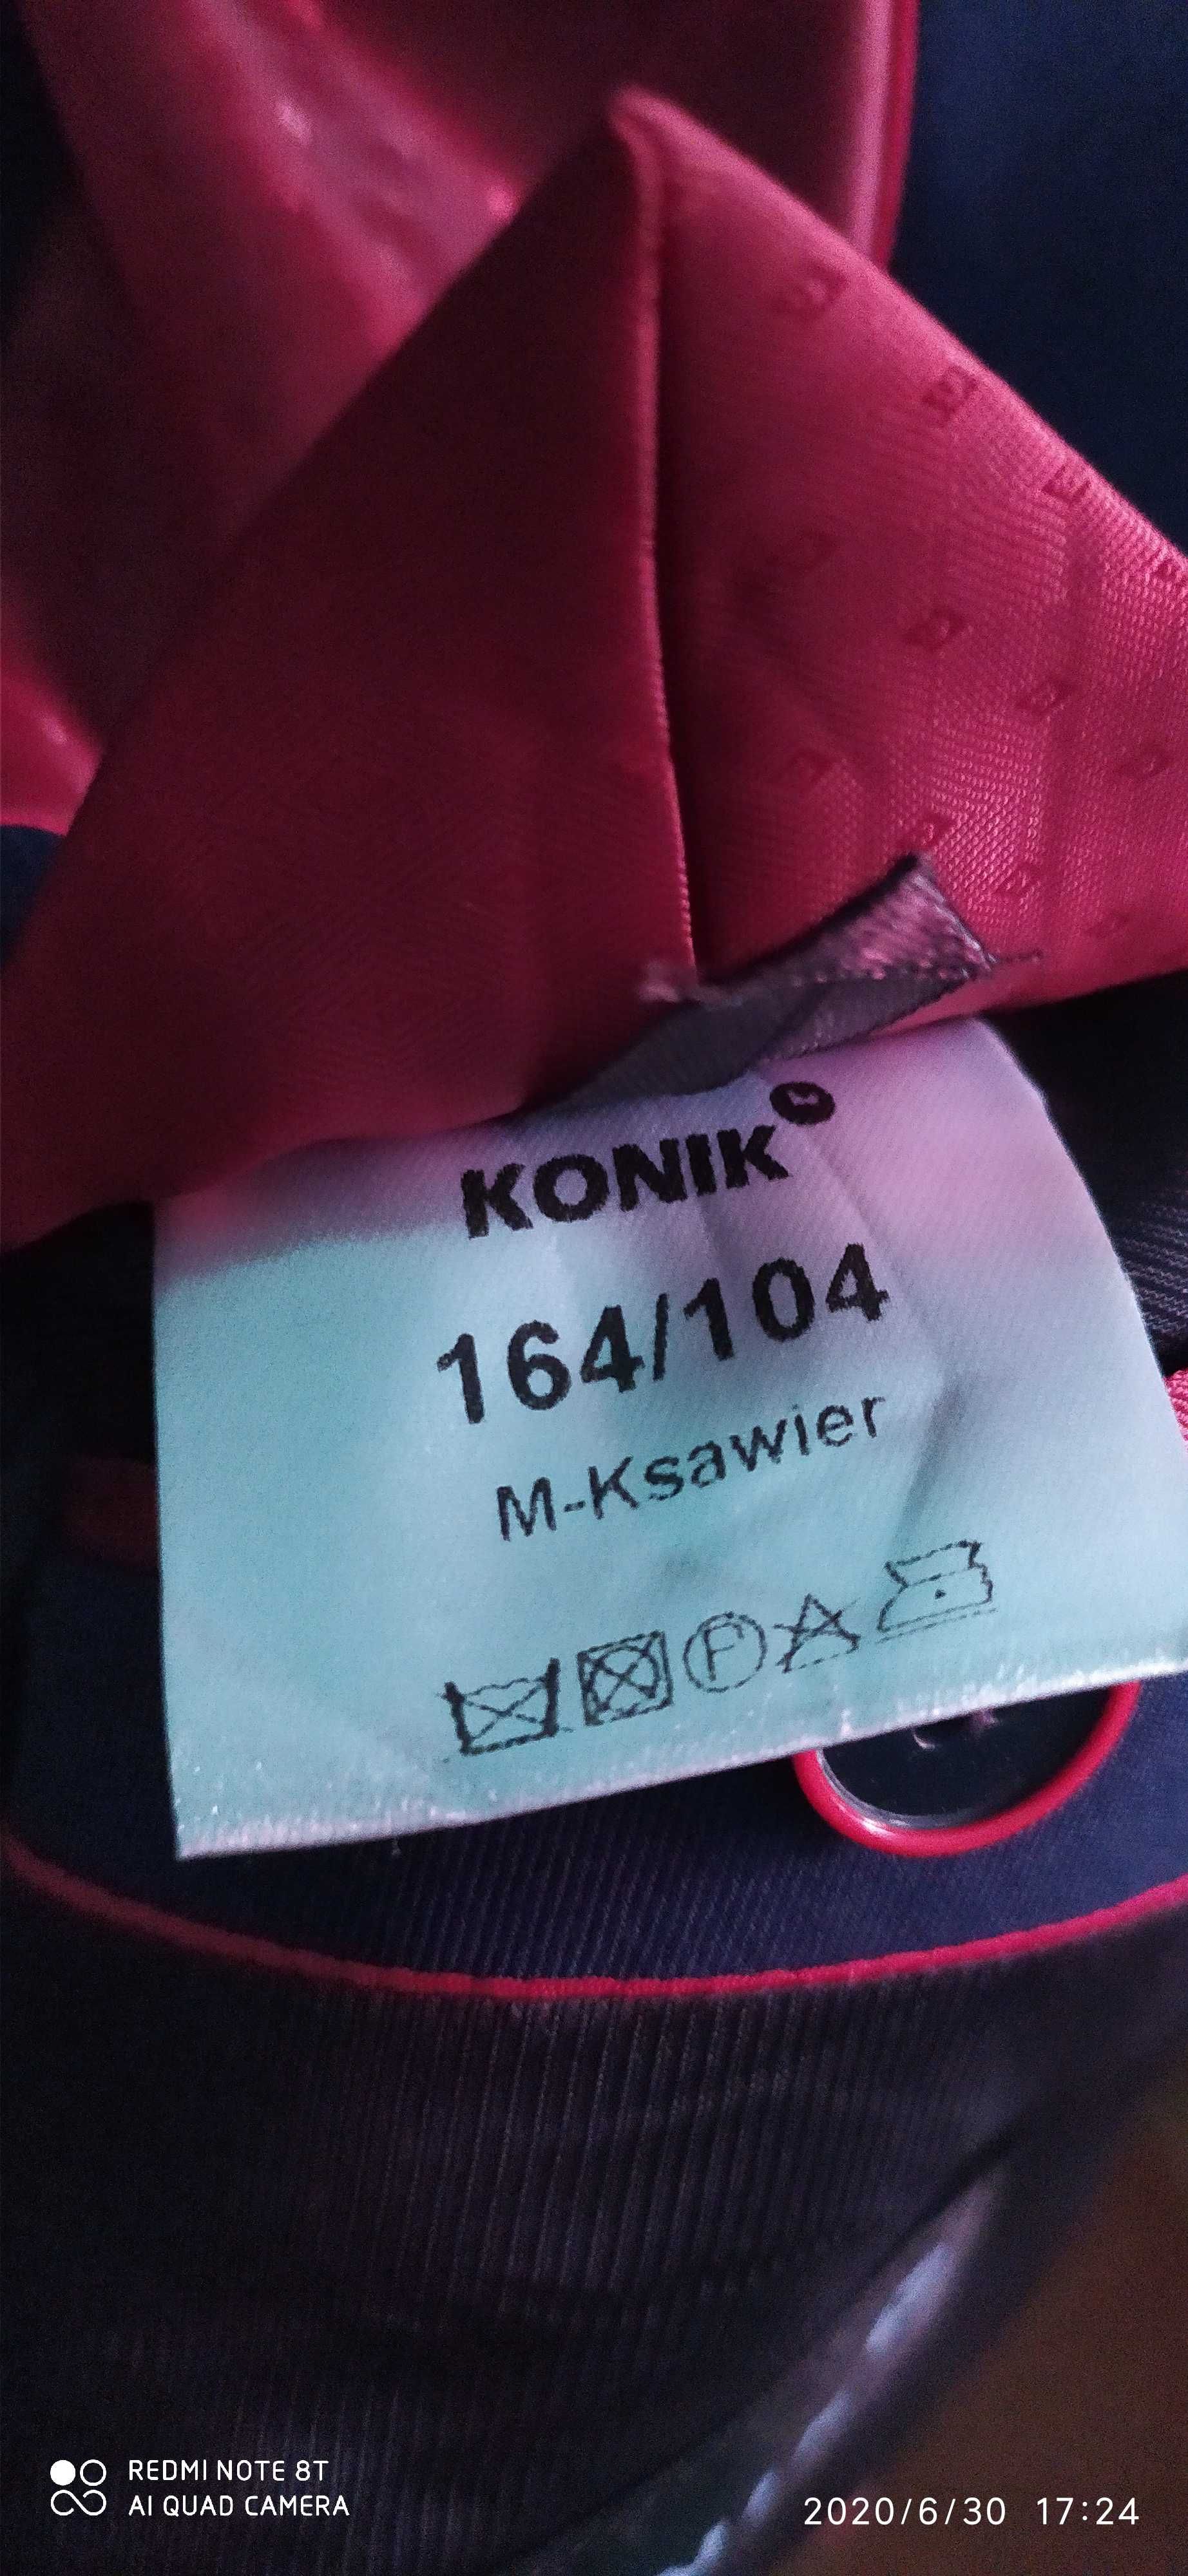 KONIK
164/104
M-Ksawier
F
REDMI NOTE 8T
AI QUAD CAMERA
2020/6/30 17:24